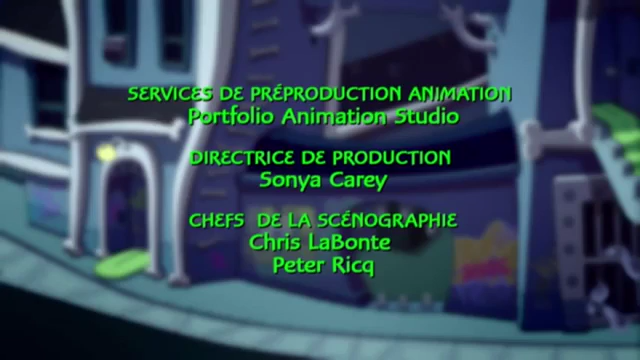 SERVICES DE PRÉPRODUCTION ANIMATION
Portfolio Animation Studio
DIRECTRICE DE PRODUCTION
Sonya Carey
CHEFS DE LA SCÉNOGRAPHIE
Chris LaBonte
Peter Ricq